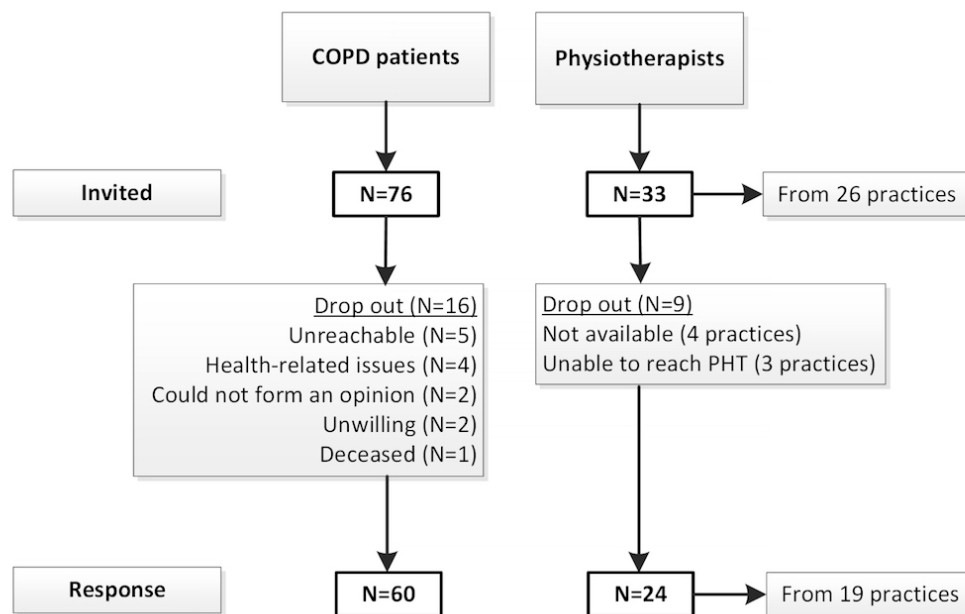 COPD patients
Physiotherapists
Invited
N=76
N=33
From 26 practices
Drop out (N=16)
Unreachable (N=5)
Health-related issues (N=4)
Could not form an opinion (N=2)
Unwilling (N=2)
Deceased (N=1)
Drop out (N=9)
Not available (4 practices)
Unable to reach PHT (3 practices)
Response
N=60
N=24
From 19 practices